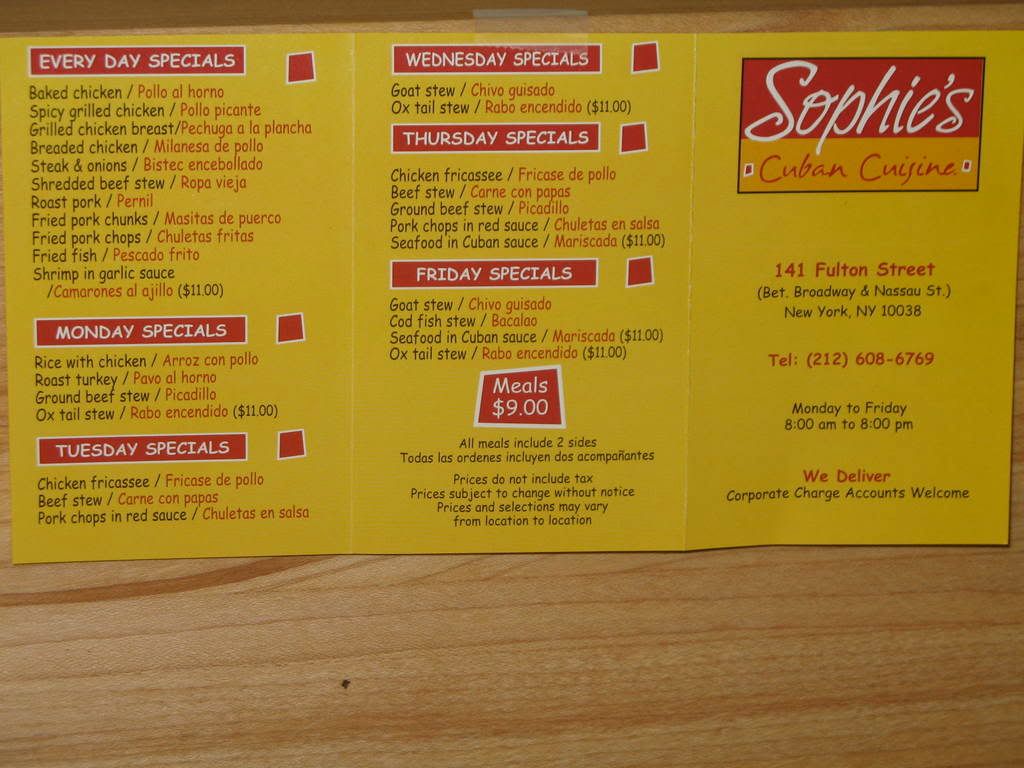 EVERY DAY SPECIALS
Baked chicken / Pollo al horno
Spicy grilled chicken / Pollo picante
Grilled chicken breast/Pechuga a la plancha
Breaded chicken / Milanesa de pollo
Steak & onions / Bistec encebollado
Shredded beef stew / Ropa vieja
Roast pork / Pernil
Fried pork chunks / Masitas de puerco
Fried pork chops / Chuletas fritas
Fried fish / Pescado frito
Shrimp in garlic sauce
/Camarones al ajillo ($11.00)
MONDAY SPECIALS
Rice with chicken / Arroz con pollo
Roast turkey / Pavo al horno
Ground beef stew / Picadillo
Ox tail stew / Rabo encendido ($11.00)
TUESDAY SPECIALS
Chicken fricassee / Fricase de pollo
Beef stew / Carne con papas
Pork chops in red sauce / Chuletas en salsa
WEDNESDAY SPECIALS
Goat stew / Chivo guisado
Ox tail stew / Rabo encendido ($11.00)
THURSDAY SPECIALS
Chicken fricassee / Fricase de pollo
Beef stew / Carne con papas
Ground beef stew / Picadillo
Pork chops in red sauce / Chuletas en salsa
Seafood in Cuban sauce / Mariscada ($11.00)
FRIDAY SPECIALS
Goat stew / Chivo guisado
Cod fish stew / Bacalao
Seafood in Cuban sauce / Mariscada ($11.00)
Ox tail stew / Rabo encendido ($11.00)
Meals
$9.00
All meals include 2 sides
Todas las ordenes incluyen dos acompañantes
Prices do not include tax
Prices subject to change without notice
Prices and selections may vary
from location to location
Sophie's
Cuban Cuisine
141 Fulton Street
(Bet. Broadway & Nassau St.)
New York, NY 10038
Tel: (212) 608-6769
Monday to Friday
8:00 am to 8:00 pm
We Deliver
Corporate Charge Accounts Welcome